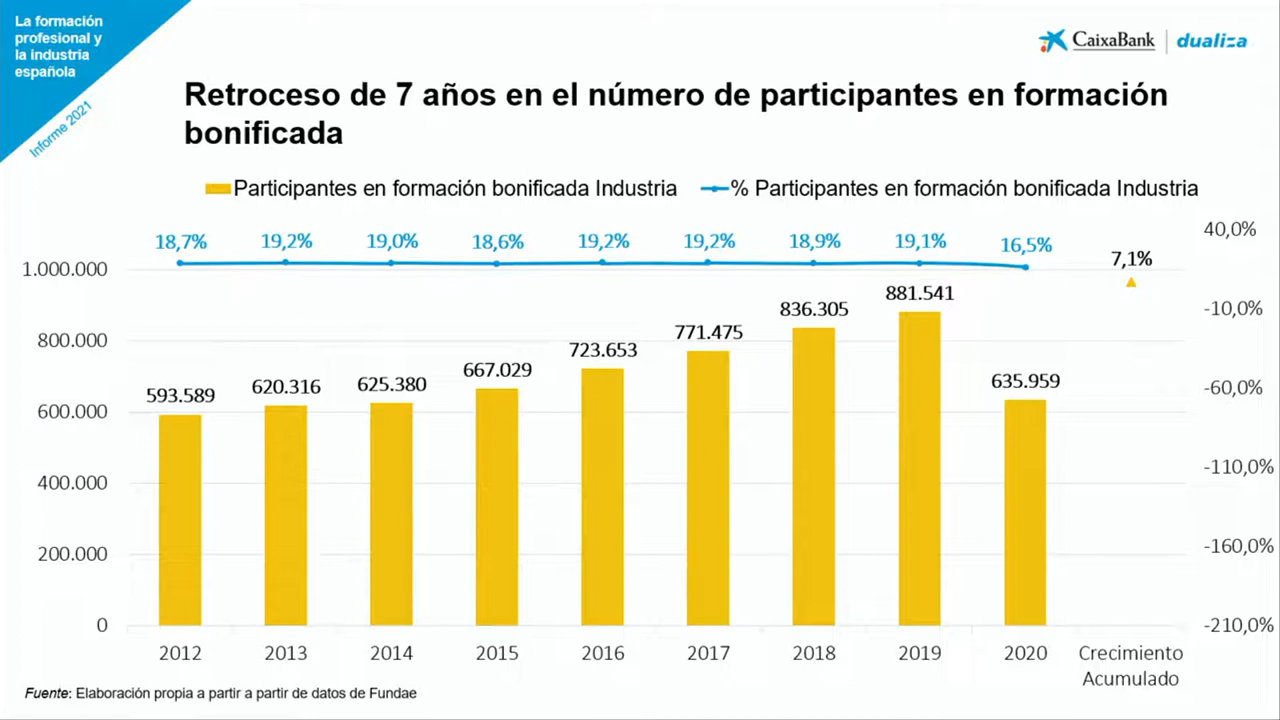 La formación
profesional y
la industria
española
Informe 2021
CaixaBank dualiza
Retroceso de 7 años en el número de participantes en formación
bonificada
Participantes en formación bonificada Industria % Participantes en formación bonificada Industria
18,7% 19,2% 19,0% 18,6% 19,2% 19,2% 18,9% 19,1% 16,5% 40,0%
1.000.000 7,1%
593.589 620.316 625.380 667.029 723.653 771.475 836.305 881.541 635.959 -10,0%
800.000
-60,0%
600.000
-110,0%
400.000
-160,0%
200.000
0 -210,0%
2012 2013 2014 2015 2016 2017 2018 2019 2020 Crecimiento
Acumulado
Fuente: Elaboración propia a partir a partir de datos de Fundae